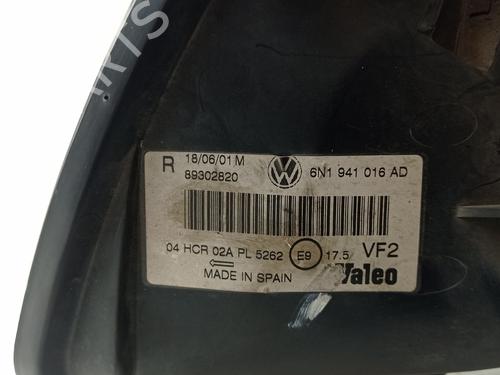 R 18/06/01 M
89302820
6N1 941 016 AD
04 HCR 02A PL 5262 E9 17.5 VF2
MADE IN SPAIN
Valeo